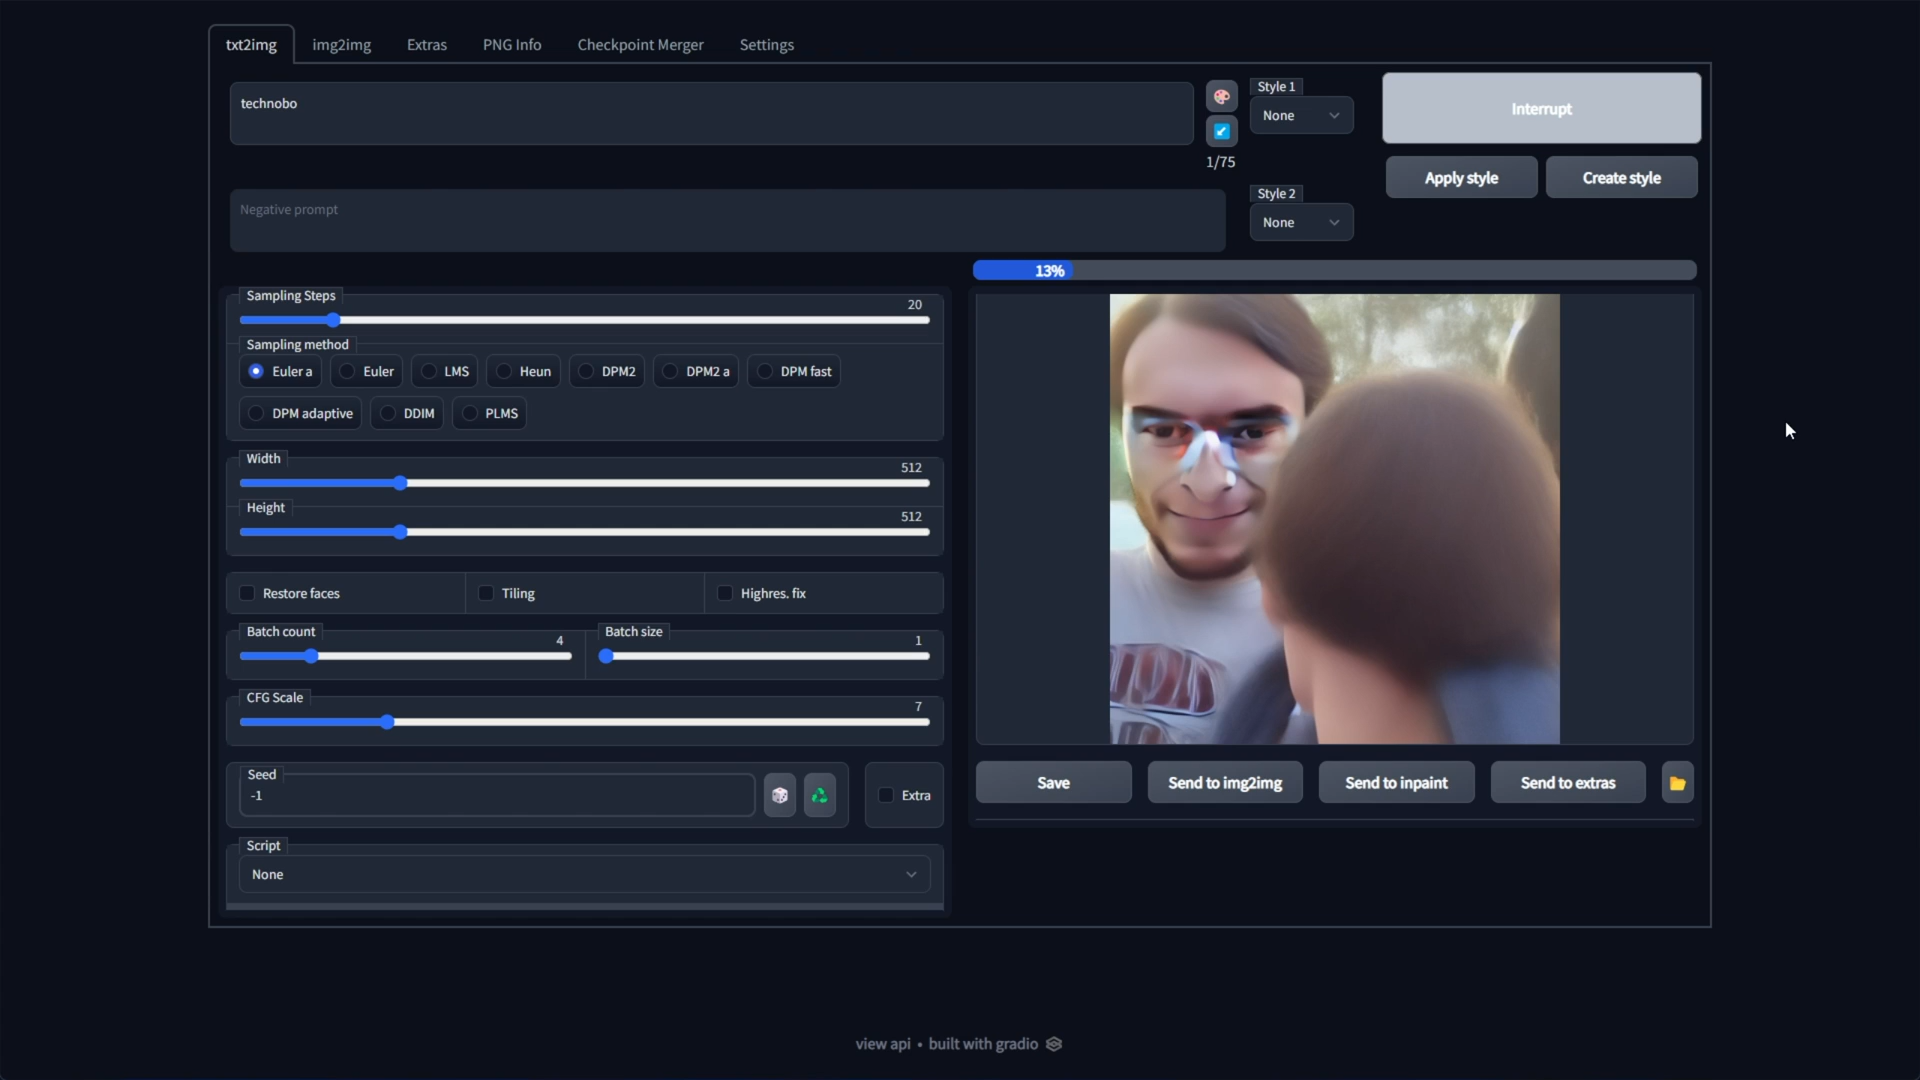 txt2img img2img Extras PNG Info Checkpoint Merger Settings
technobo
1/75
Negative prompt
Style 1
None
Style 2
None
Interrupt
Apply style Create style
13%
Sampling Steps
20
Sampling method
Euler a Euler LMS Heun DPM2 DPM2 a DPM fast
DPM adaptive DDIM PLMS
Width
512
Height
512
Restore faces Tiling Highres. fix
Batch count
4
Batch size
1
CFG Scale
7
Seed
-1
Extra
Script
None
Save Send to img2img Send to inpaint Send to extras
view api • built with gradio